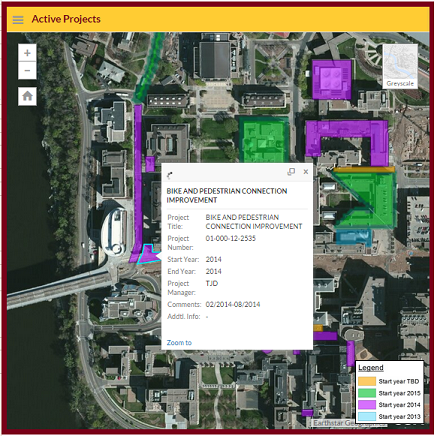 Active Projects
+
−
Greyscale
BIKE AND PEDESTRIAN CONNECTION
IMPROVEMENT
Project BIKE AND PEDESTRIAN
Title: CONNECTION IMPROVEMENT
Project 01-000-12-2535
Number:
Start Year: 2014
End Year: 2014
Project TJD
Manager:
Comments: 02/2014-08/2014
Addtl. Info: -
Zoom to
Legend
Start year TBD
Start year 2015
Start year 2014
Start year 2013